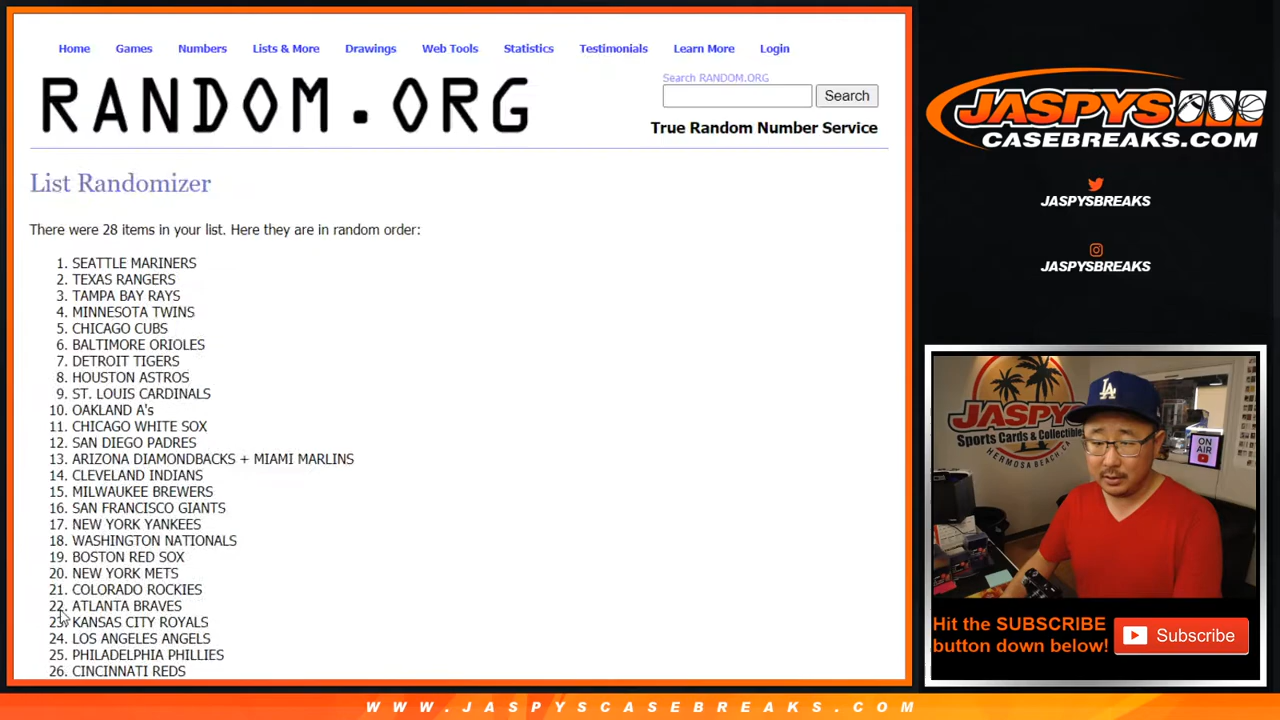 Home Games Numbers Lists & More Drawings Web Tools Statistics Testimonials Learn More Login
RANDOM.ORG
Search RANDOM.ORG
Search
True Random Number Service
List Randomizer
There were 28 items in your list. Here they are in random order:
1. SEATTLE MARINERS
2. TEXAS RANGERS
3. TAMPA BAY RAYS
4. MINNESOTA TWINS
5. CHICAGO CUBS
6. BALTIMORE ORIOLES
7. DETROIT TIGERS
8. HOUSTON ASTROS
9. ST. LOUIS CARDINALS
10. OAKLAND A's
11. CHICAGO WHITE SOX
12. SAN DIEGO PADRES
13. ARIZONA DIAMONDBACKS + MIAMI MARLINS
14. CLEVELAND INDIANS
15. MILWAUKEE BREWERS
16. SAN FRANCISCO GIANTS
17. NEW YORK YANKEES
18. WASHINGTON NATIONALS
19. BOSTON RED SOX
20. NEW YORK METS
21. COLORADO ROCKIES
22. ATLANTA BRAVES
23. KANSAS CITY ROYALS
24. LOS ANGELES ANGELS
25. PHILADELPHIA PHILLIES
26. CINCINNATI REDS
JASPYS
CASEBREAKS.COM
JASPYSBREAKS
JASPYSBREAKS
JASPYS
Sports Cards & Collectibles
HERMOSA BEACH CA
LA
ON
AIR
Hit the SUBSCRIBE
button down below!
Subscribe
WWW.JASPYSCASEBREAKS.COM